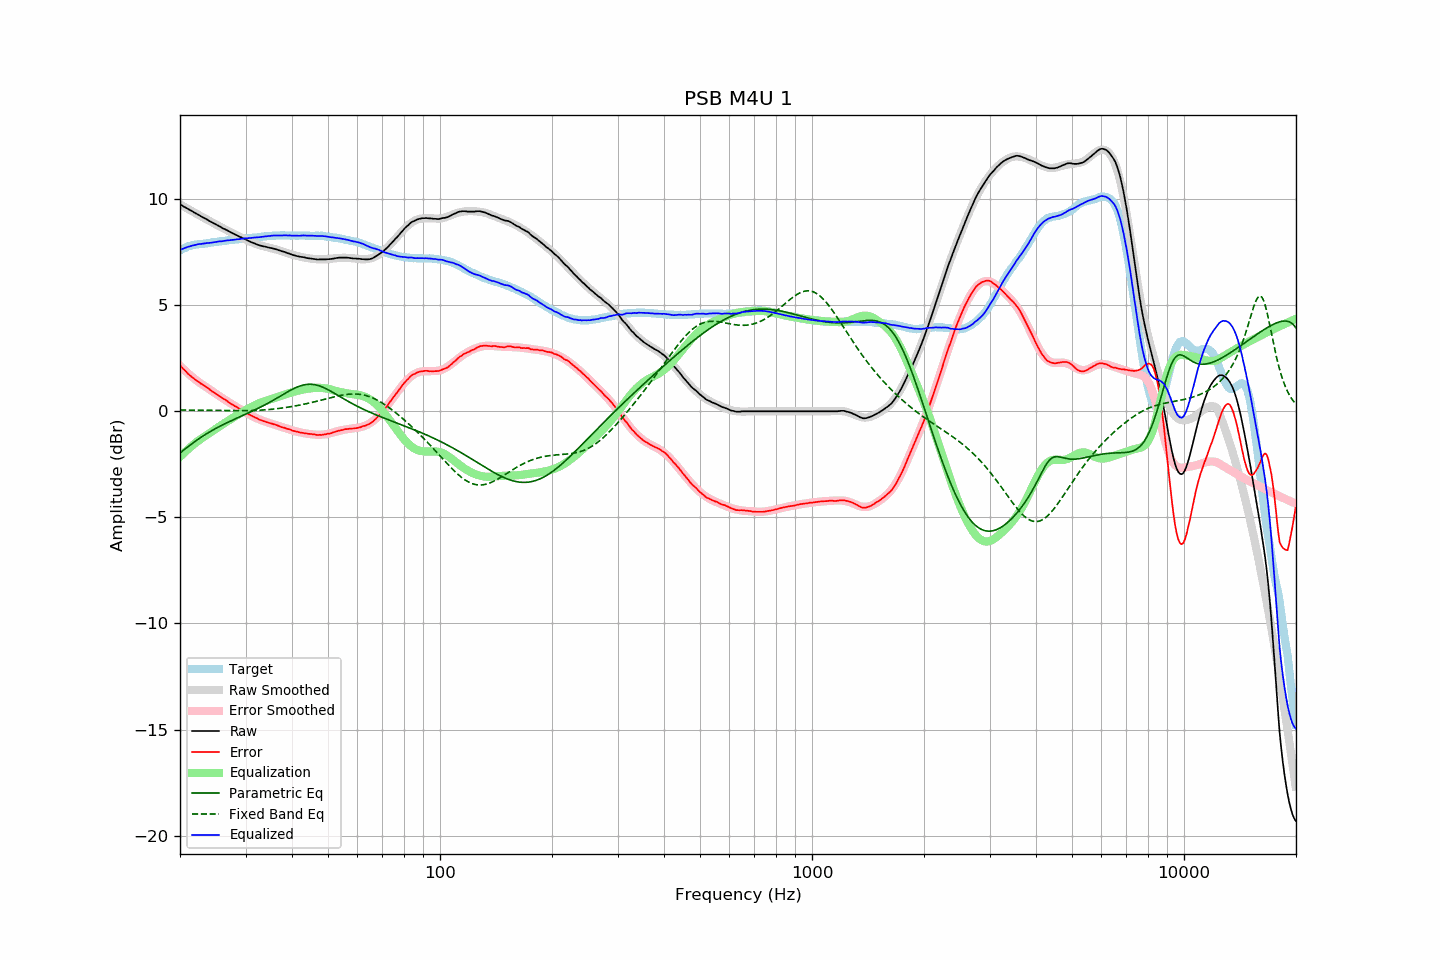 PSB M4U 1
Amplitude (dBr)
10
5
0
−5
−10
−15
−20
Target
Raw Smoothed
Error Smoothed
Raw
Error
Equalization
Parametric Eq
Fixed Band Eq
Equalized
100
1000
10000
Frequency (Hz)